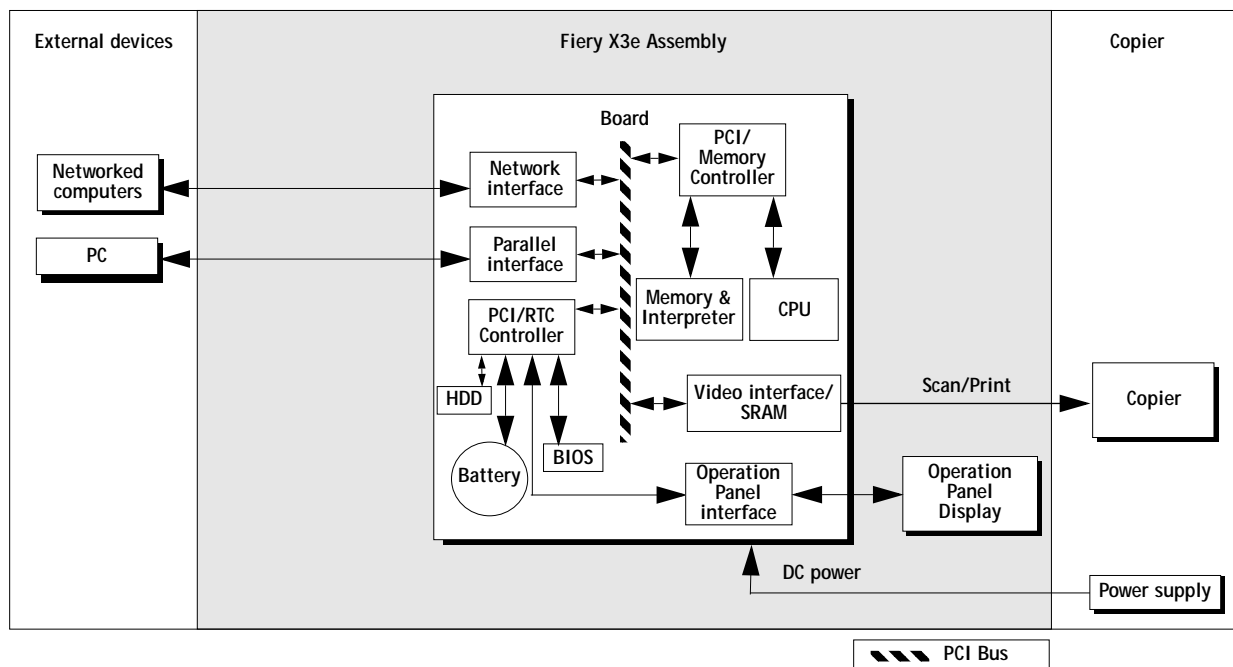 External devices
Fiery X3e Assembly
Copier
Board
Networked
computers
Network
interface
PCI/
Memory
Controller
PC
Parallel
interface
Memory &
Interpreter
CPU
PCI/RTC
Controller
HDD
Battery
BIOS
Video interface/
SRAM
Scan/Print
Copier
Operation
Panel
interface
Operation
Panel
Display
DC power
Power supply
PCI Bus